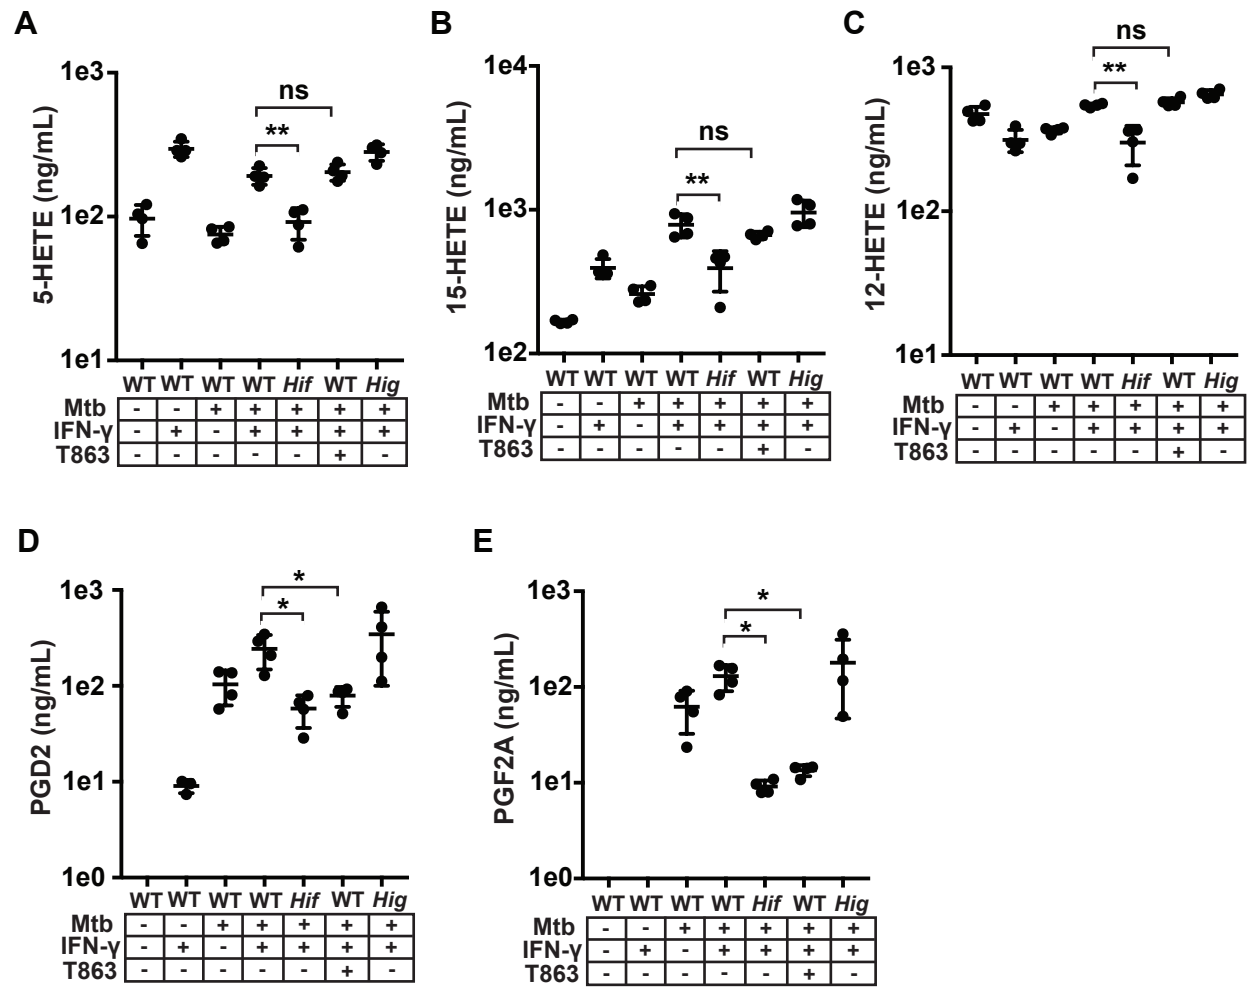 A
B
C
5-HETE (ng/mL)
1e3
1e2
1e1
ns
**
WT WT WT WT Hif WT Hig
Mtb - - + + + + +
IFN-γ - + - + + + +
T863 - - - - - + -
15-HETE (ng/mL)
1e4
1e3
1e2
ns
**
WT WT WT WT Hif WT Hig
Mtb - - + + + + +
IFN-γ - + - + + + +
T863 - - - - - + -
12-HETE (ng/mL)
1e3
1e2
1e1
ns
**
WT WT WT WT Hif WT Hig
Mtb - - + + + + +
IFN-γ - + - + + + +
T863 - - - - - + -
D
E
PGD2 (ng/mL)
1e3
1e2
1e1
1e0
*
*
WT WT WT WT Hif WT Hig
Mtb - - + + + + +
IFN-γ - + - + + + +
T863 - - - - - + -
PGF2A (ng/mL)
1e3
1e2
1e1
1e0
*
*
WT WT WT WT Hif WT Hig
Mtb - - + + + + +
IFN-γ - + - + + + +
T863 - - - - - + -